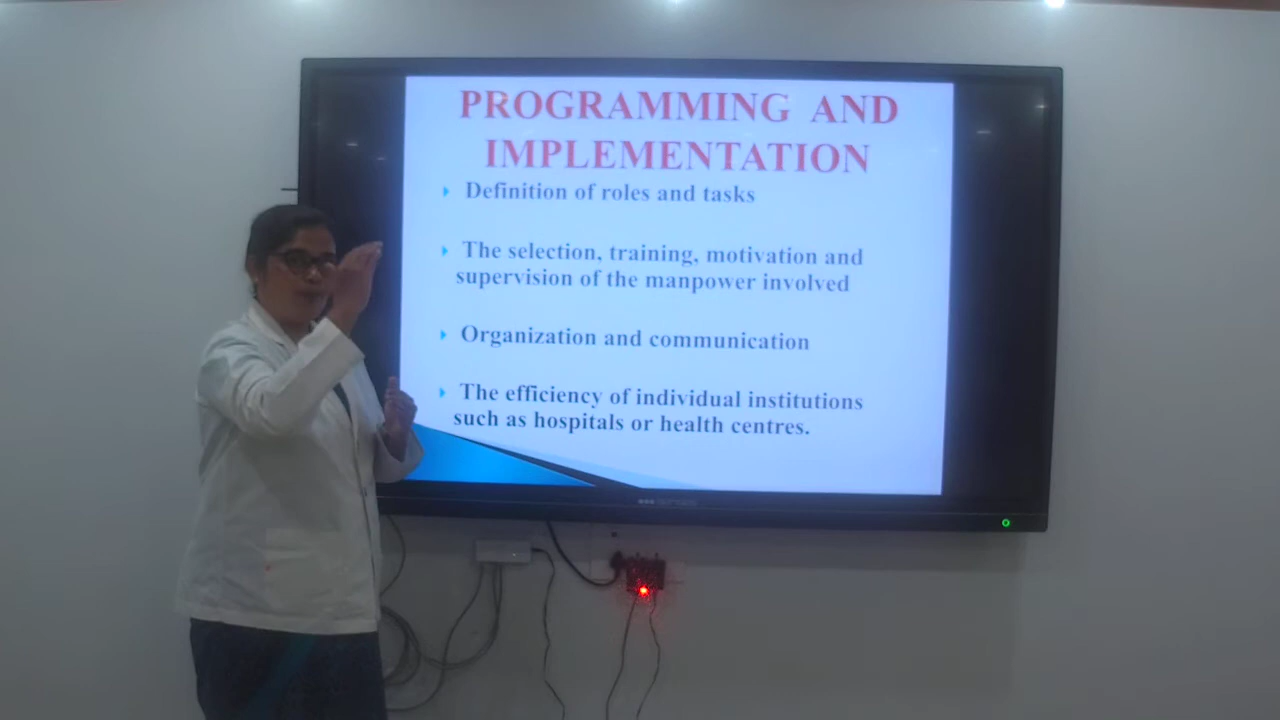 PROGRAMMING AND
IMPLEMENTATION
Definition of roles and tasks
The selection, training, motivation and
supervision of the manpower involved
Organization and communication
The efficiency of individual institutions
such as hospitals or health centres.